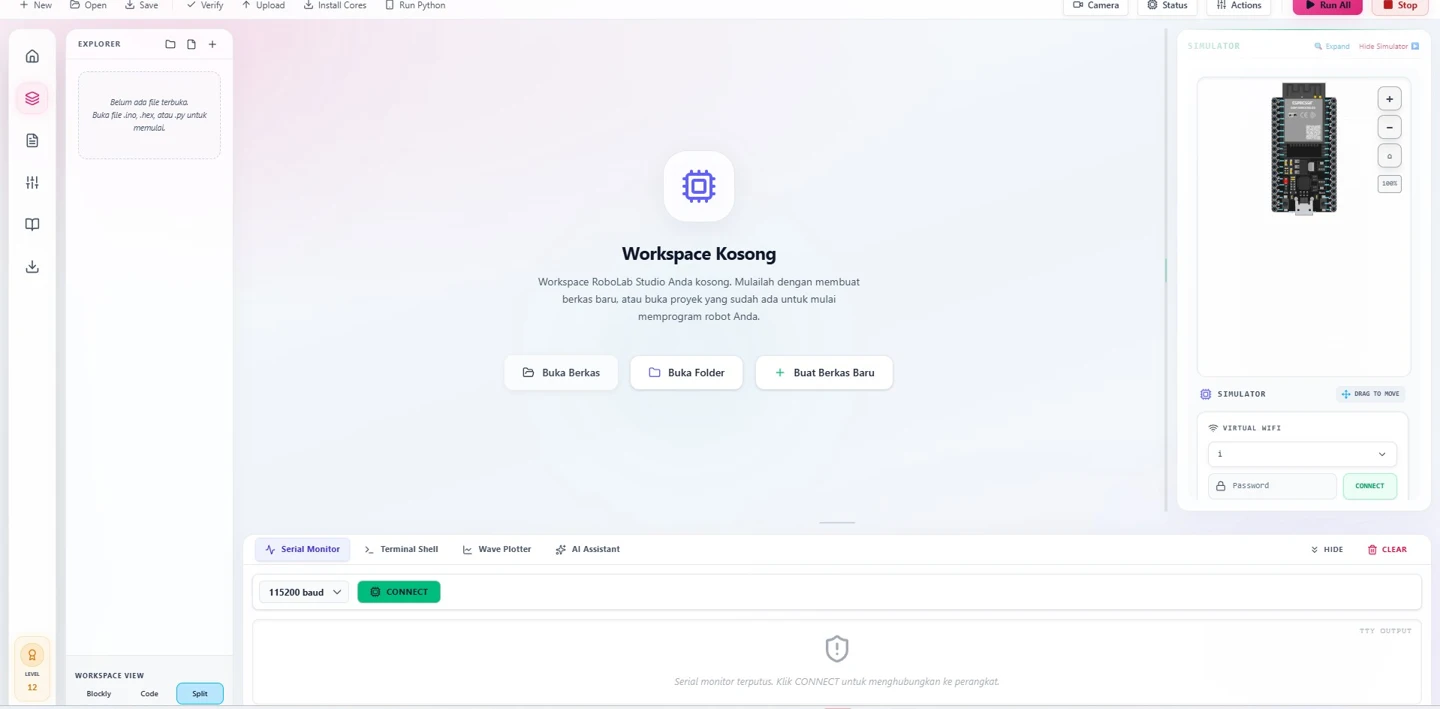 New Open Save Verify Upload Install Cores Run Python Camera Status Actions Run All Stop
EXPLORER
Belum ada file terbuka.
Buka file .ino, .hex, atau .py untuk
memulai.
LEVEL
12
WORKSPACE VIEW
Blockly Code Split
Workspace Kosong
Workspace RoboLab Studio Anda kosong. Mulailah dengan membuat
berkas baru, atau buka proyek yang sudah ada untuk mulai
memprogram robot Anda.
Buka Berkas Buka Folder Buat Berkas Baru
SIMULATOR Expand Hide Simulator
+
−
100%
SIMULATOR DRAG TO MOVE
VIRTUAL WIFI
i
Password CONNECT
Serial Monitor Terminal Shell Wave Plotter AI Assistant HIDE CLEAR
115200 baud CONNECT
TTY OUTPUT
Serial monitor terputus. Klik CONNECT untuk menghubungkan ke perangkat.